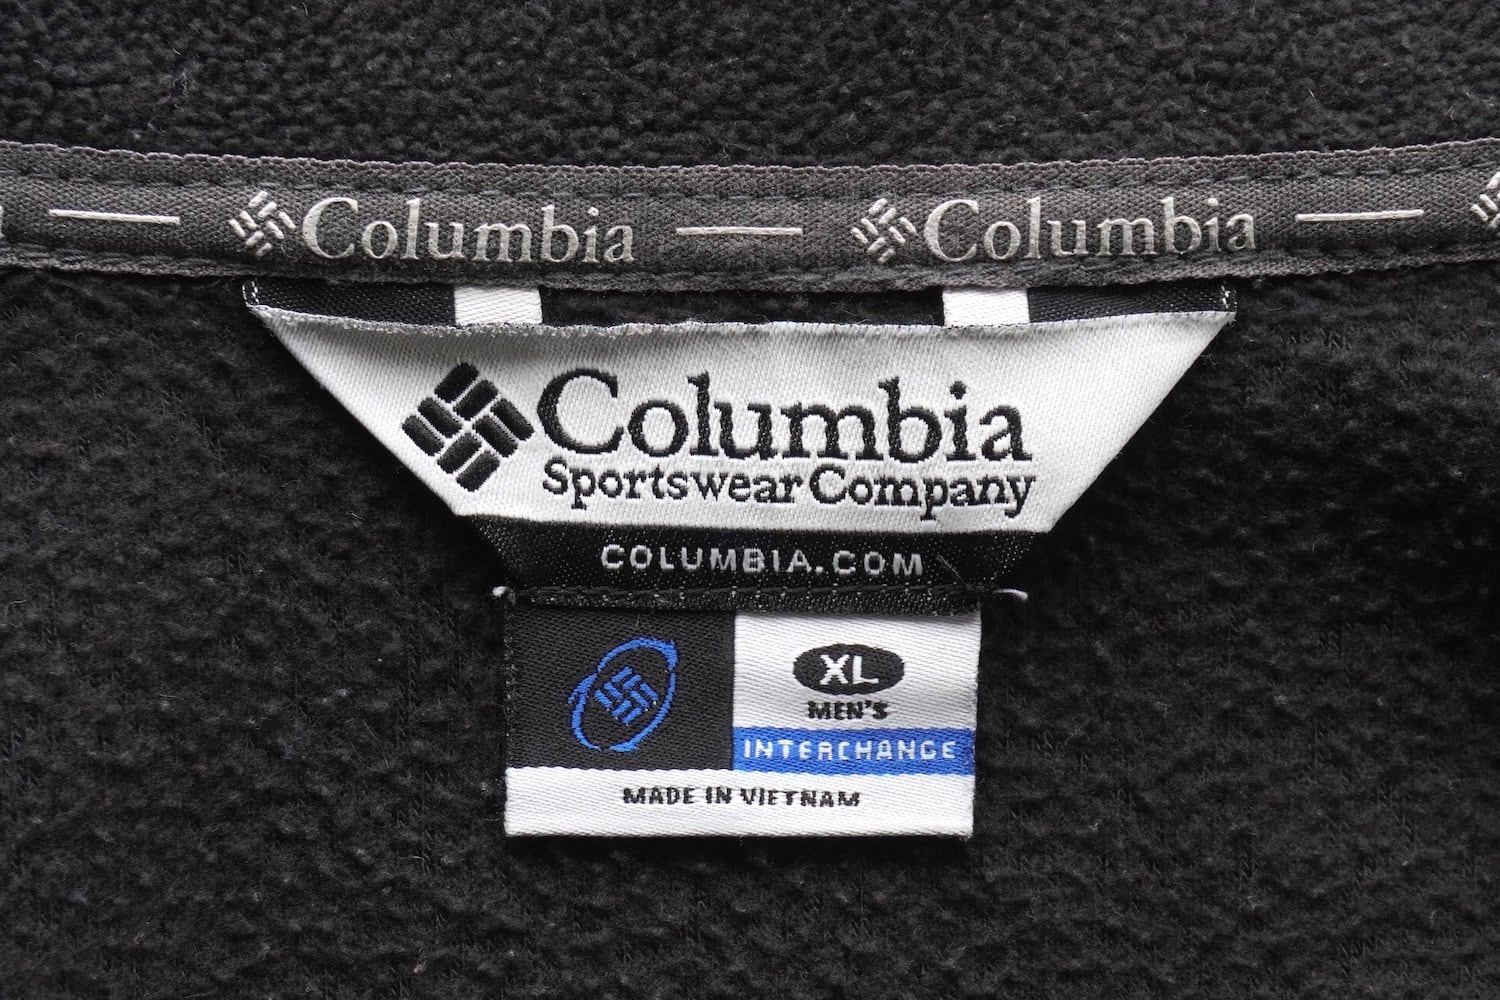 Columbia Columbia
Columbia
Sportswear Company
COLUMBIA.COM
XL
MEN'S
INTERCHANGE
MADE IN VIETNAM